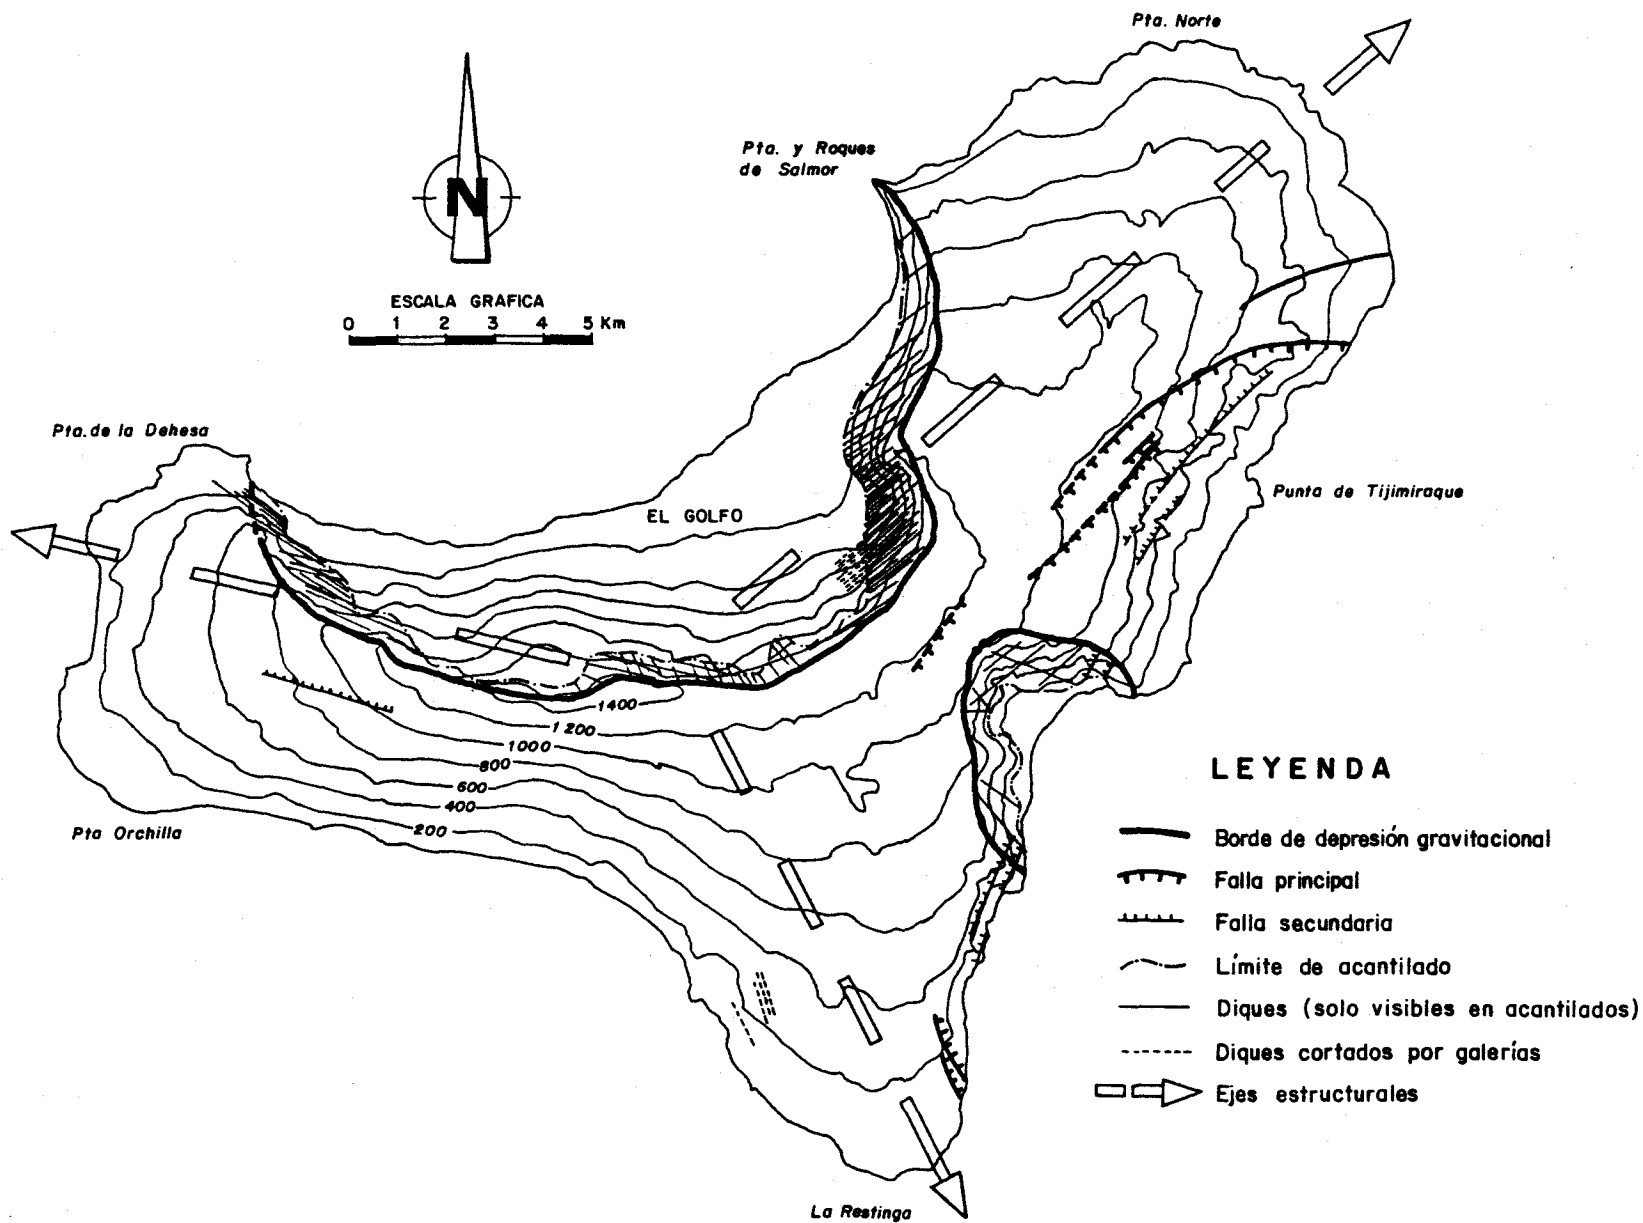 Pta. Norte
Pta. y Roques
de Salmor
N
ESCALA GRAFICA
0 1 2 3 4 5 Km
Pta. de la Dehesa
EL GOLFO
Punta de Tijimiraque
1400
1200
1000
800
600
400
200
Pta Orchilla
La Restinga
LEYENDA
Borde de depresión gravitacional
Falla principal
Falla secundaria
Límite de acantilado
Diques (solo visibles en acantilados)
Diques cortados por galerías
Ejes estructurales